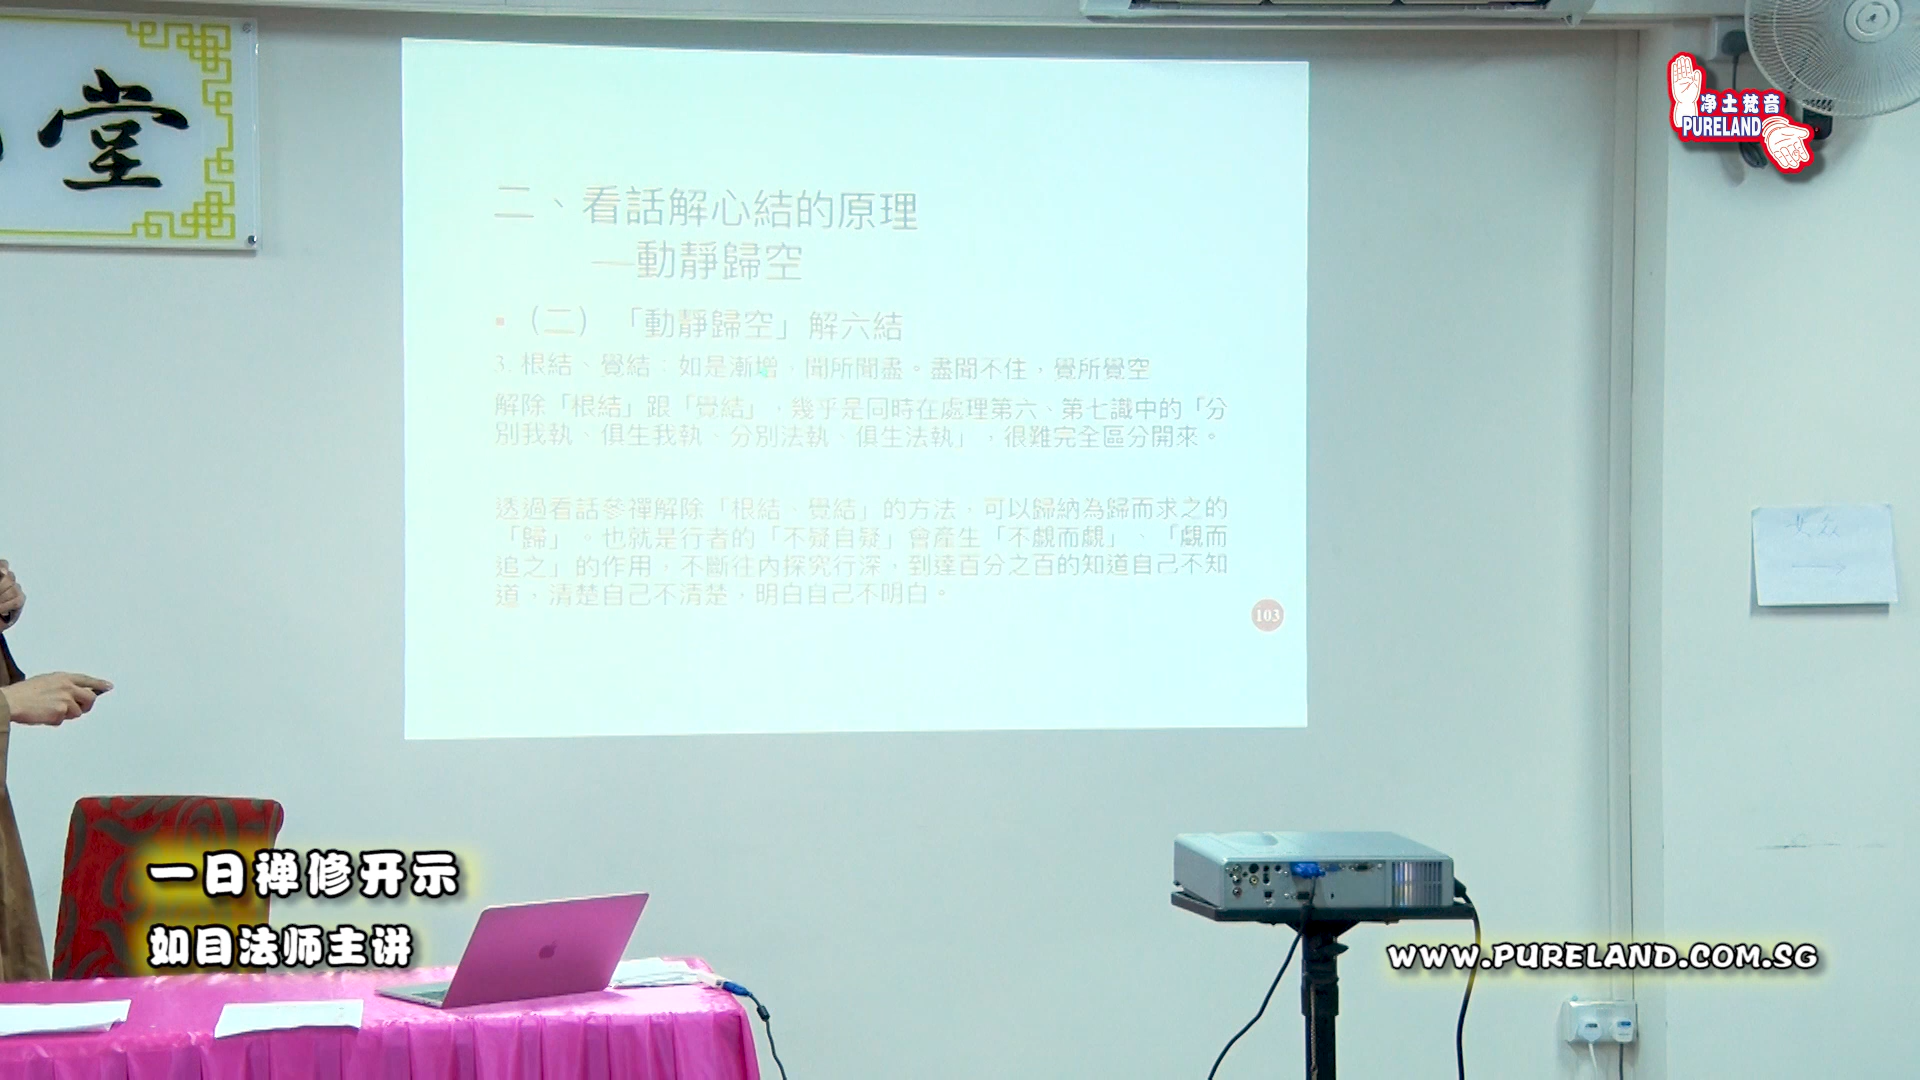 堂
净土梵音
PURELAND
二、看話解心結的原理
—動靜歸空
▪（二）「動靜歸空」解六結
3. 根結、覺結：如是漸增，聞所聞盡。盡聞不住，覺所覺空
解除「根結」跟「覺結」，幾乎是同時在處理第六、第七識中的「分
別我執、俱生我執、分別法執、俱生法執」，很難完全區分開來。
透過看話參禪解除「根結、覺結」的方法，可以歸納為歸而求之的
「歸」。也就是行者的「不疑自疑」會產生「不覷而覷」、「覷而
追之」的作用，不斷往內探究行深，到達百分之百的知道自己不知
道，清楚自己不清楚，明白自己不明白。
103
一日禅修开示
如目法师主讲
www.PURELAND.COM.SG